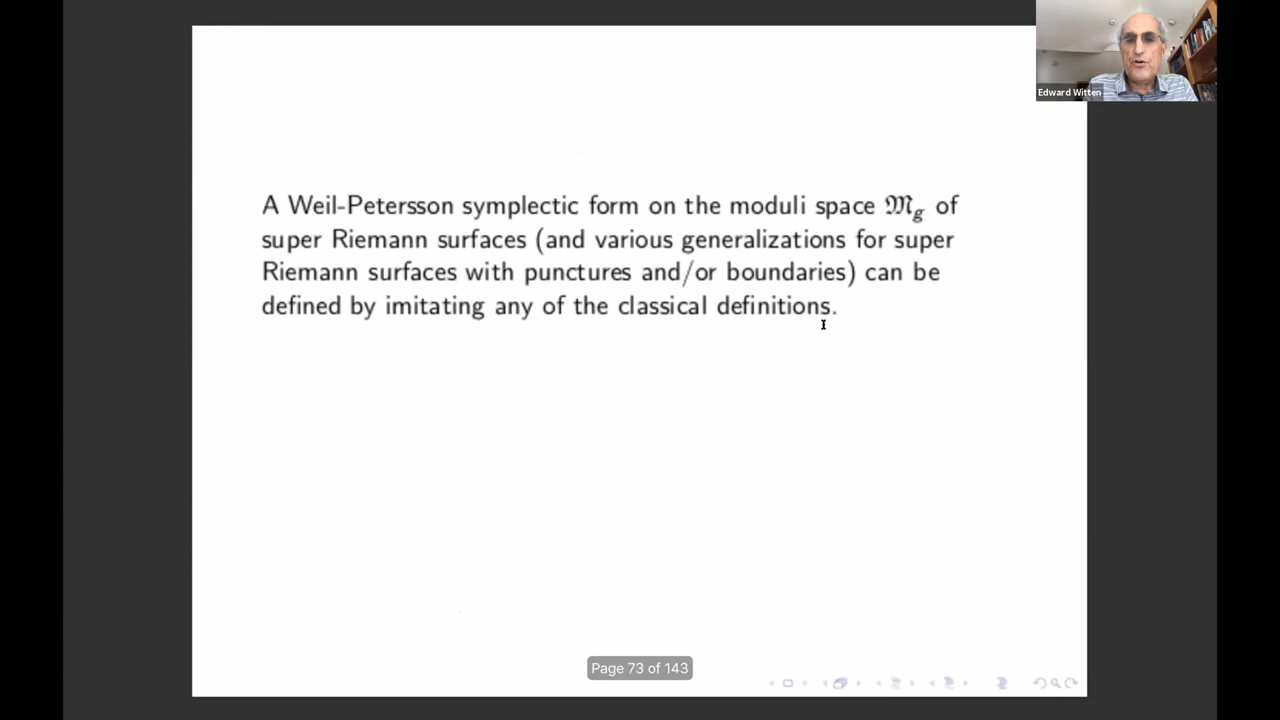 Edward Witten
A Weil-Petersson symplectic form on the moduli space 𝔐_g of
super Riemann surfaces (and various generalizations for super
Riemann surfaces with punctures and/or boundaries) can be
defined by imitating any of the classical definitions.
Page 73 of 143